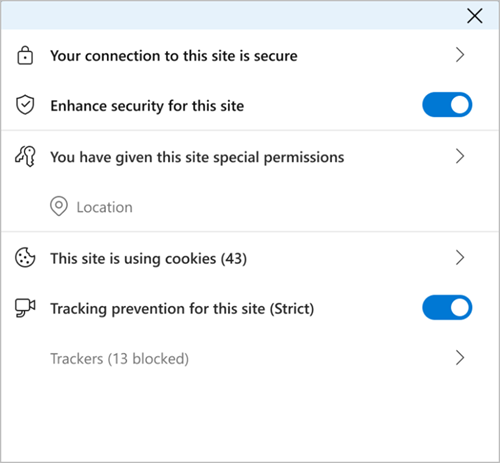 Your connection to this site is secure
Enhance security for this site
You have given this site special permissions
Location
This site is using cookies (43)
Tracking prevention for this site (Strict)
Trackers (13 blocked)